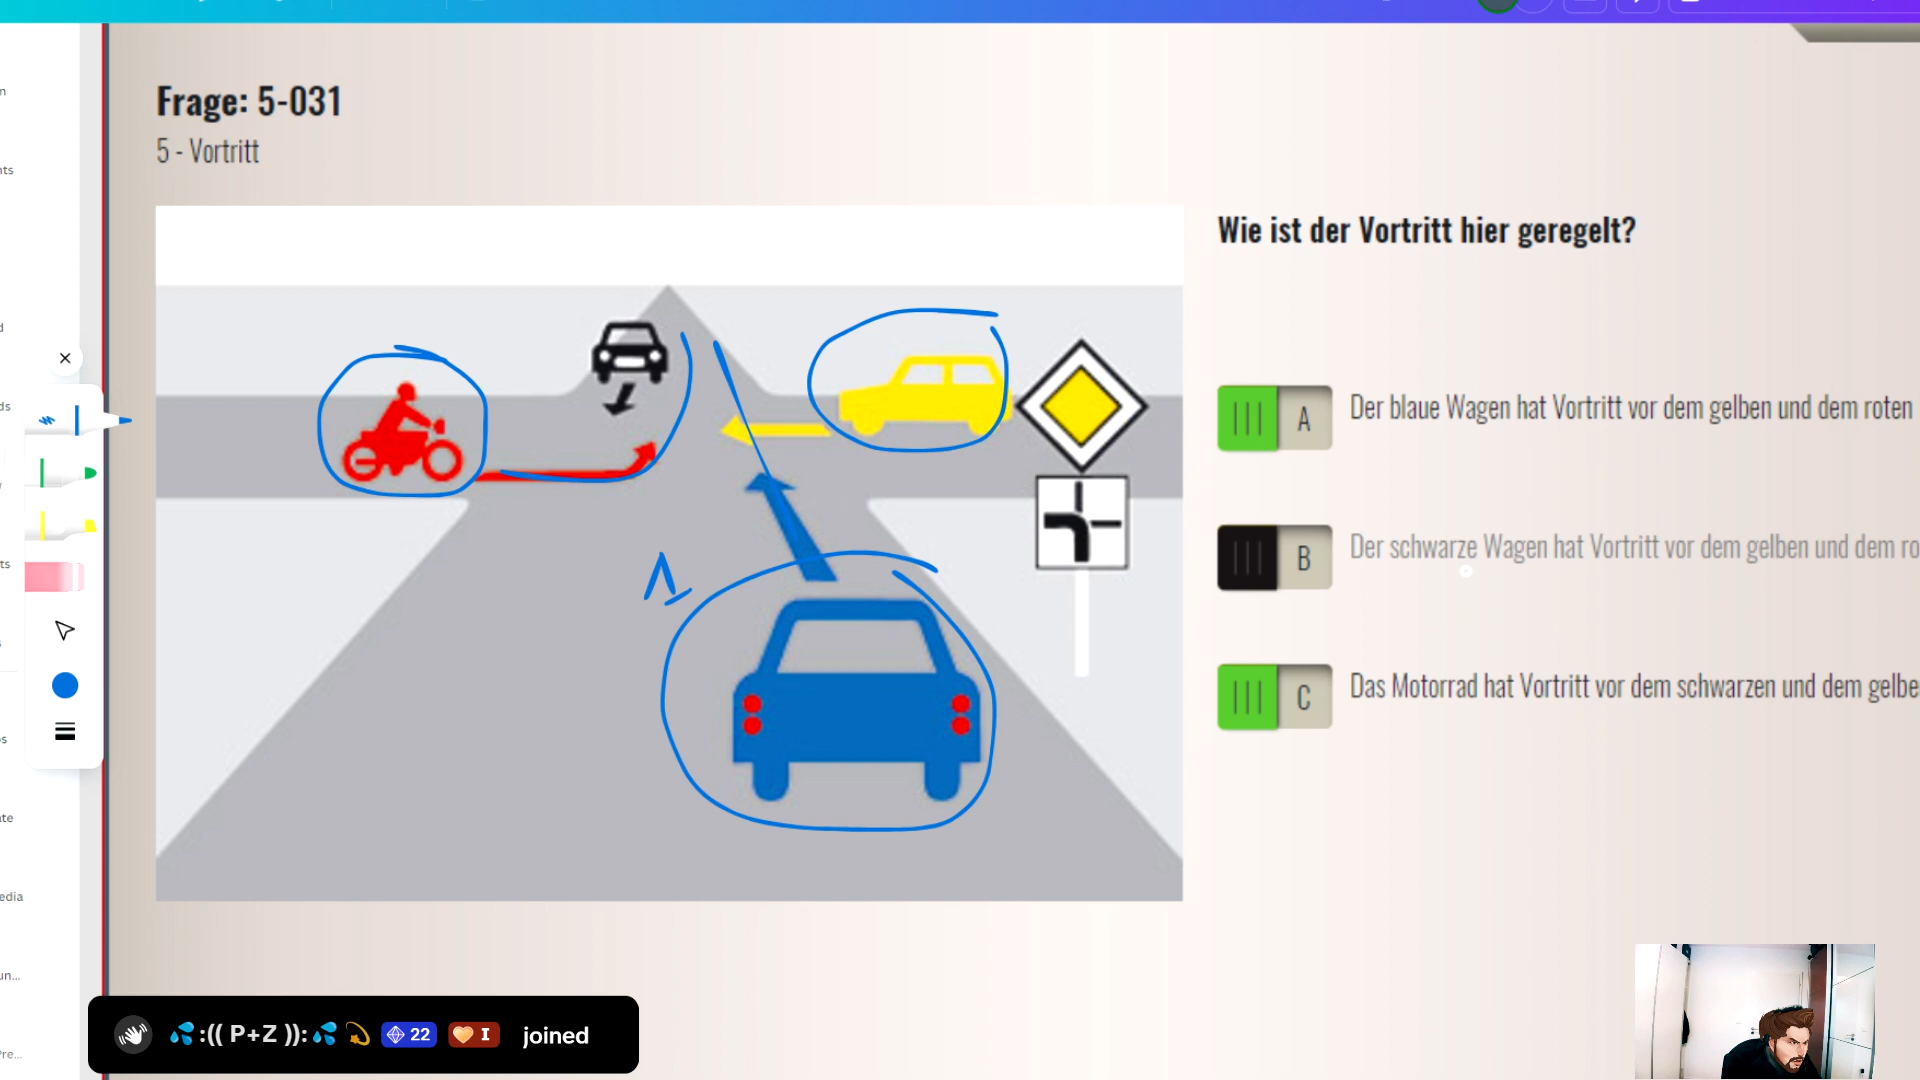 Frage: 5-031
5 - Vortritt
Wie ist der Vortritt hier geregelt?
A Der blaue Wagen hat Vortritt vor dem gelben und dem roten
B Der schwarze Wagen hat Vortritt vor dem gelben und dem ro
C Das Motorrad hat Vortritt vor dem schwarzen und dem gelbe
1
:(( P+Z )): 22 I joined